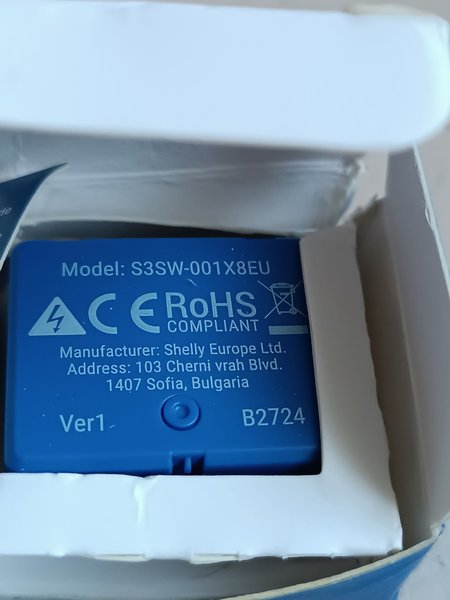 Model: S3SW-001X8EU
CE RoHS
COMPLIANT
Manufacturer: Shelly Europe Ltd.
Address: 103 Cherni vrah Blvd.
1407 Sofia, Bulgaria
Ver1
B2724